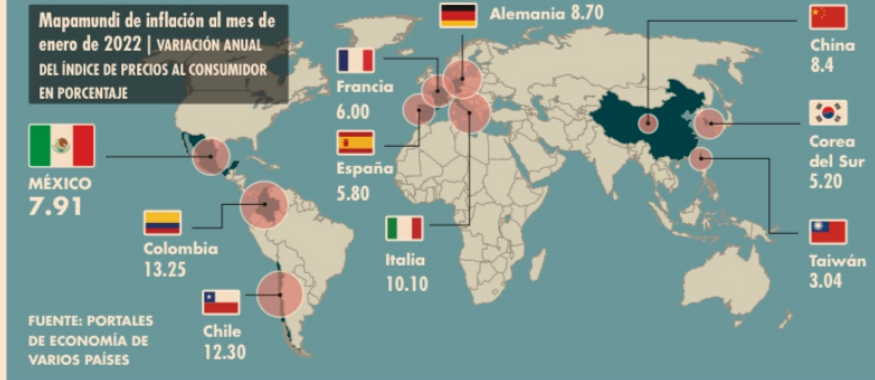 Mapamundi de inflación al mes de
enero de 2022 | VARIACIÓN ANUAL
DEL ÍNDICE DE PRECIOS AL CONSUMIDOR
EN PORCENTAJE
Alemania 8.70
Francia
6.00
España
5.80
Italia
10.10
China
8.4
Corea
del Sur
5.20
Taiwán
3.04
MÉXICO
7.91
Colombia
13.25
Chile
12.30
FUENTE: PORTALES
DE ECONOMÍA DE
VARIOS PAÍSES